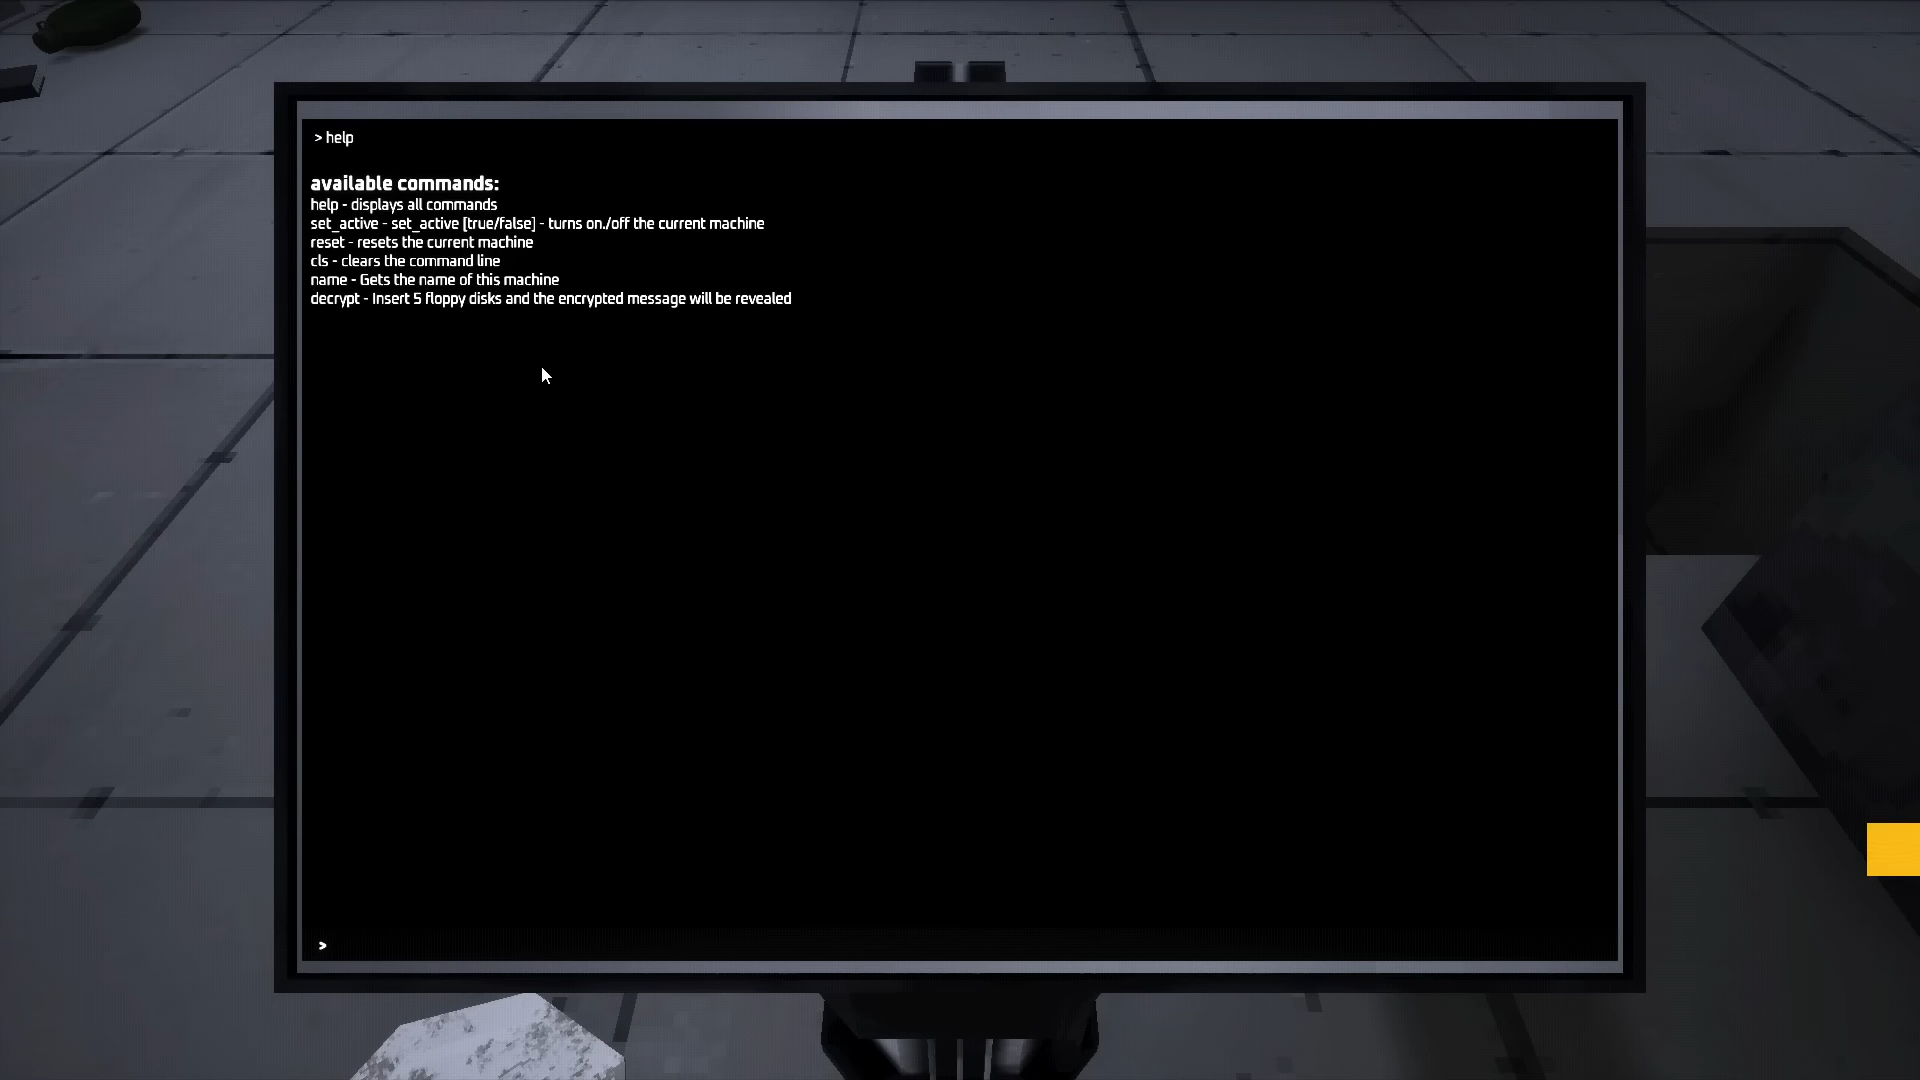 > help
available commands:
help - displays all commands
set_active - set_active [true/false] - turns on./off the current machine
reset - resets the current machine
cls - clears the command line
name - Gets the name of this machine
decrypt - Insert 5 floppy disks and the encrypted message will be revealed
>